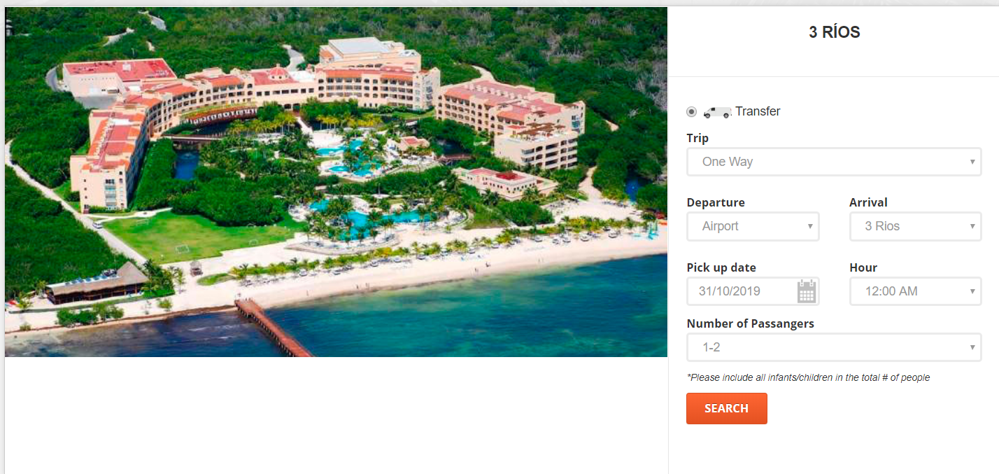 3 RÍOS
Transfer
Trip
One Way
Departure Arrival
Airport 3 Rios
Pick up date Hour
31/10/2019 12:00 AM
Number of Passangers
1-2
*Please include all infants/children in the total # of people
SEARCH